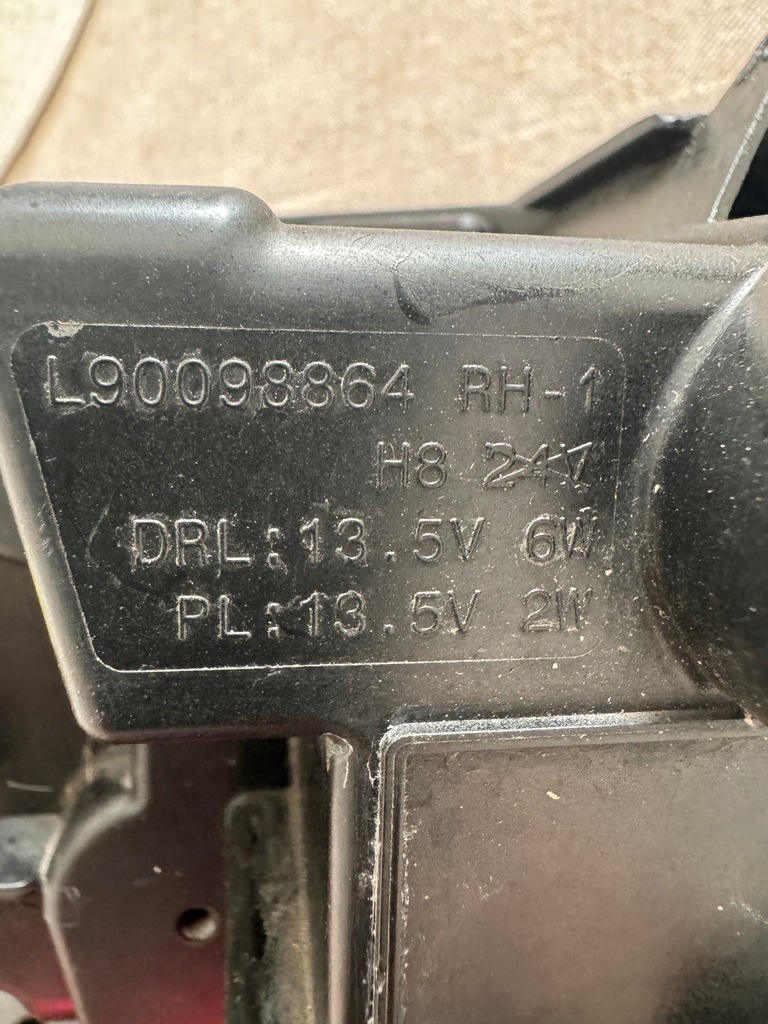 L90098864 RH-1
H8 24V
DRL:13.5V 6W
PL:13.5V 2W